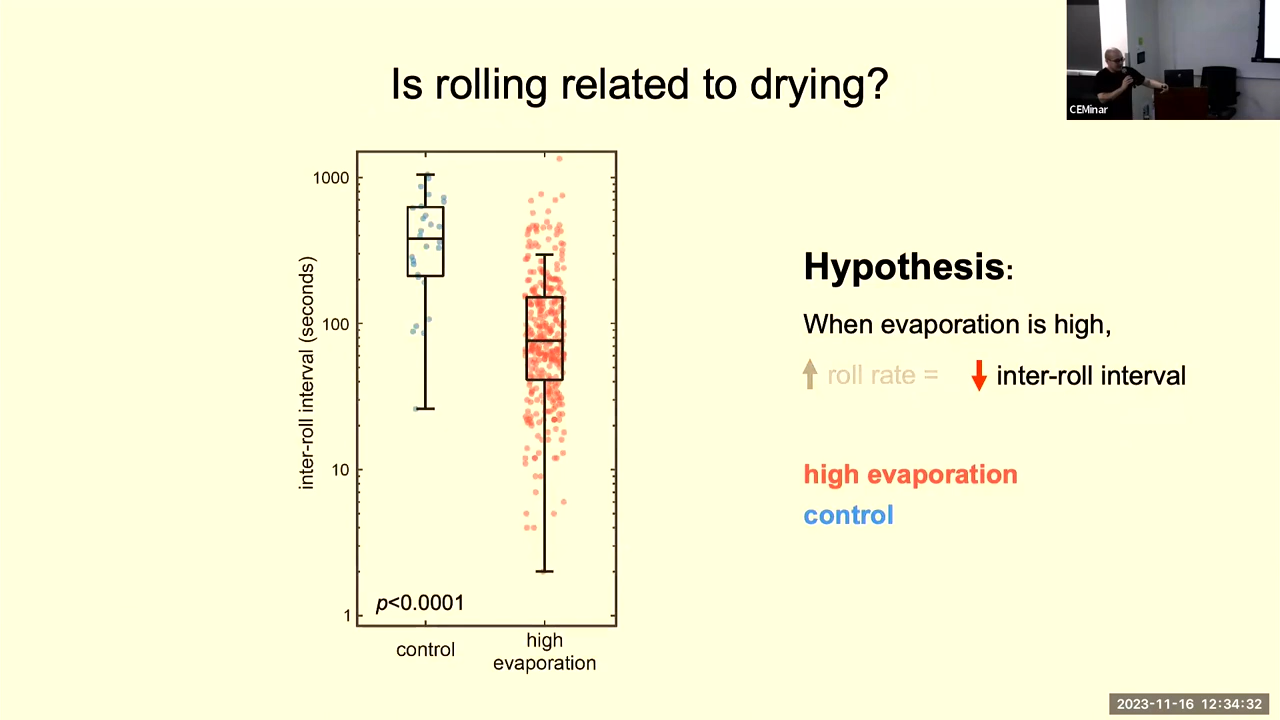 Is rolling related to drying?
CEMinar
inter-roll interval (seconds)
1000
100
10
1
p<0.0001
control
high
evaporation
Hypothesis:
When evaporation is high,
roll rate = inter-roll interval
high evaporation
control
2023-11-16 12:34:32